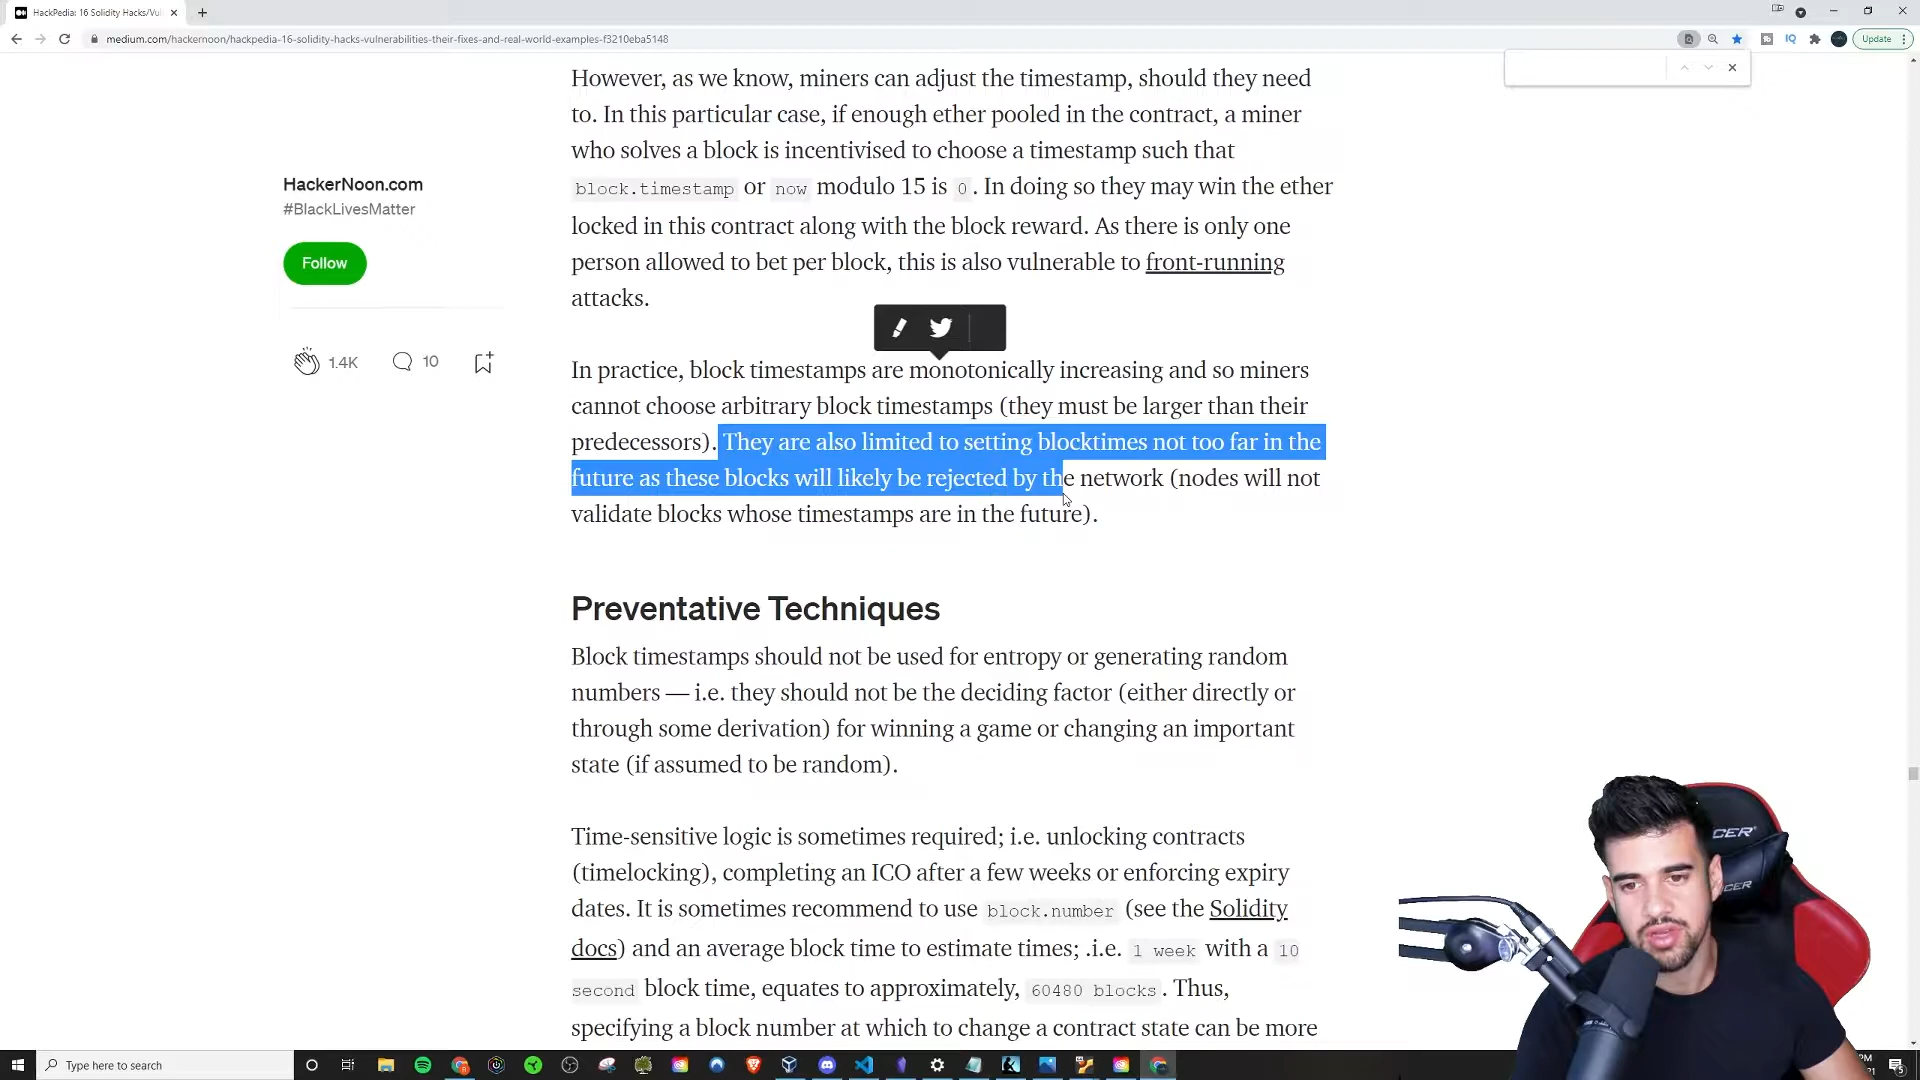 HackPedia: 16 Solidity Hacks/Vul
medium.com/hackernoon/hackpedia-16-solidity-hacks-vulnerabilities-their-fixes-and-real-world-examples-f3210eba5148
Update
However, as we know, miners can adjust the timestamp, should they need
to. In this particular case, if enough ether pooled in the contract, a miner
who solves a block is incentivised to choose a timestamp such that
block.timestamp or now modulo 15 is 0. In doing so they may win the ether
locked in this contract along with the block reward. As there is only one
person allowed to bet per block, this is also vulnerable to front-running
attacks.
HackerNoon.com
#BlackLivesMatter
Follow
1.4K 10
In practice, block timestamps are monotonically increasing and so miners
cannot choose arbitrary block timestamps (they must be larger than their
predecessors). They are also limited to setting blocktimes not too far in the
future as these blocks will likely be rejected by the network (nodes will not
validate blocks whose timestamps are in the future).
Preventative Techniques
Block timestamps should not be used for entropy or generating random
numbers — i.e. they should not be the deciding factor (either directly or
through some derivation) for winning a game or changing an important
state (if assumed to be random).
Time-sensitive logic is sometimes required; i.e. unlocking contracts
(timelocking), completing an ICO after a few weeks or enforcing expiry
dates. It is sometimes recommend to use block.number (see the Solidity
docs) and an average block time to estimate times; .i.e. 1 week with a 10
second block time, equates to approximately, 60480 blocks. Thus,
specifying a block number at which to change a contract state can be more
Type here to search